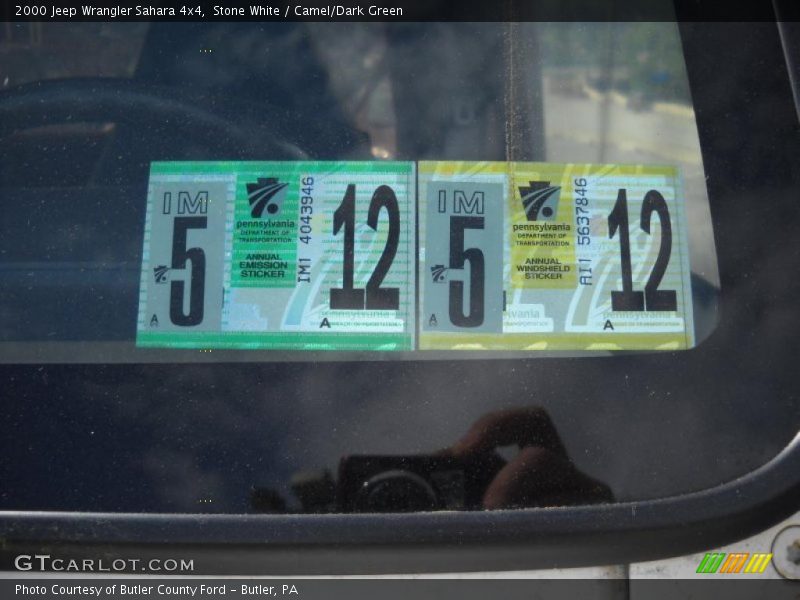 2000 Jeep Wrangler Sahara 4x4,  Stone White / Camel/Dark Green
IM
5
A
pennsylvania
DEPARTMENT OF
TRANSPORTATION
ANNUAL
EMISSION
STICKER
IM1 4043946
12
A
IM
5
A
pennsylvania
DEPARTMENT OF
TRANSPORTATION
ANNUAL
WINDSHIELD
STICKER
AI1 5637846
12
A
GTCARLOT.COM
Photo Courtesy of Butler County Ford - Butler, PA